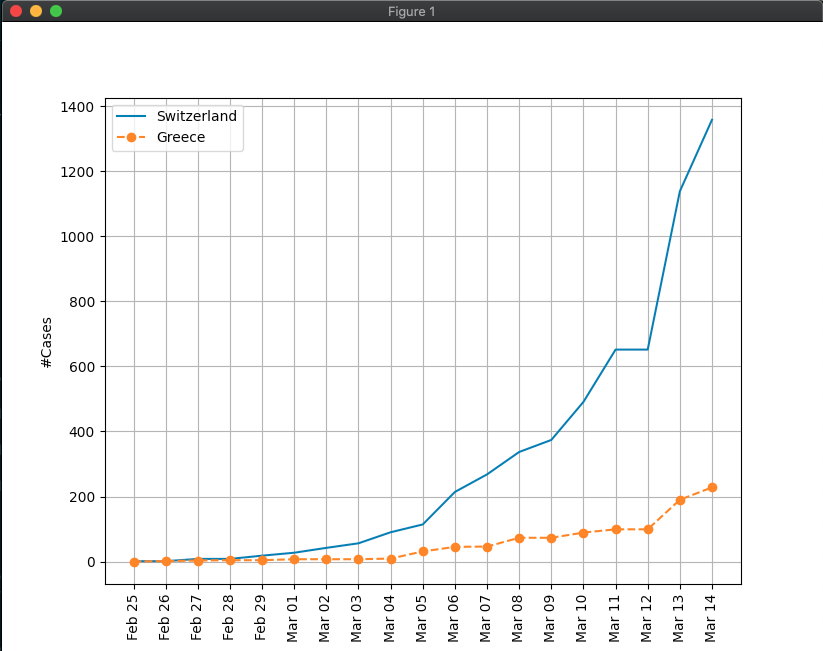 Figure 1
Switzerland
Greece
1400
1200
1000
800
600
400
200
0
#Cases
Feb 25
Feb 26
Feb 27
Feb 28
Feb 29
Mar 01
Mar 02
Mar 03
Mar 04
Mar 05
Mar 06
Mar 07
Mar 08
Mar 09
Mar 10
Mar 11
Mar 12
Mar 13
Mar 14